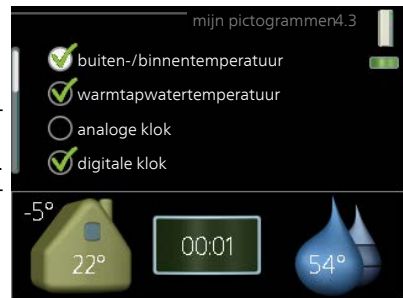 mijn pictogrammen4.3
buiten-/binnentemperatuur
warmtapwatertemperatuur
analoge klok
digitale klok
-5°
22°
00:01
54°